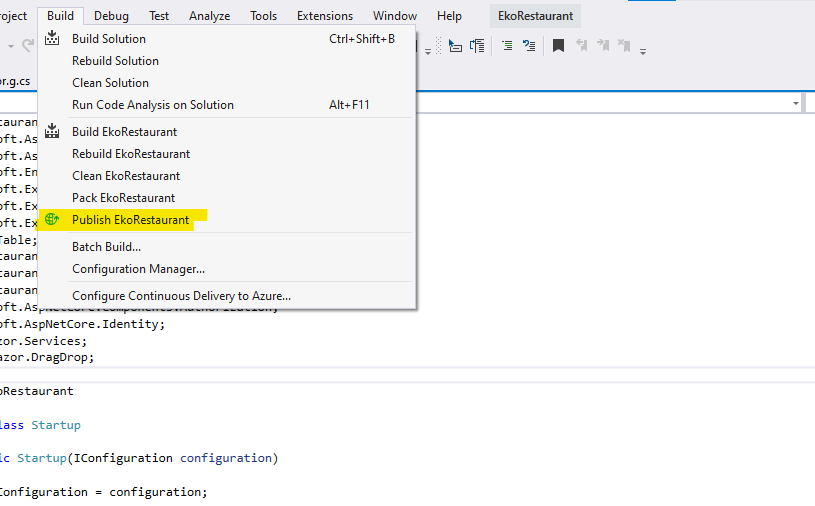 roject Build Debug Test Analyze Tools Extensions Window Help EkoRestaurant
Build Solution Ctrl+Shift+B
Rebuild Solution
or.g.cs Clean Solution
Run Code Analysis on Solution Alt+F11
tauran
Build EkoRestaurant
oft.As
Rebuild EkoRestaurant
oft.As
oft.En
Clean EkoRestaurant
oft.Ex
Pack EkoRestaurant
oft.Ex
oft.Ex
Publish EkoRestaurant
Table;
Batch Build...
tauran
tauran
Configuration Manager...
tauran
Configure Continuous Delivery to Azure...
oft.AspNetCore.Components.Authorization;
oft.AspNetCore.Identity;
zor.Services;
azor.DragDrop;
oRestaurant
lass Startup
ic Startup(IConfiguration configuration)
Configuration = configuration;